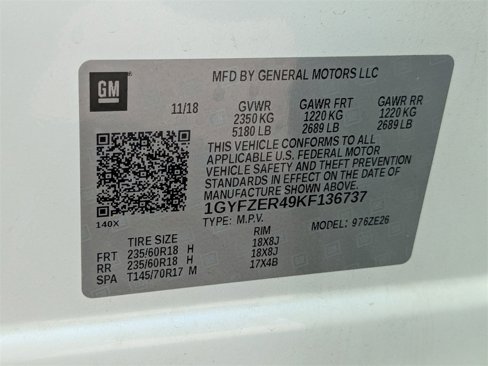 GM
MFD BY GENERAL MOTORS LLC
11/18 GVWR GAWR FRT GAWR RR
2350 KG 1220 KG 1220 KG
5180 LB 2689 LB 2689 LB
THIS VEHICLE CONFORMS TO ALL
APPLICABLE U.S. FEDERAL MOTOR
VEHICLE SAFETY AND THEFT PREVENTION
STANDARDS IN EFFECT ON THE DATE OF
MANUFACTURE SHOWN ABOVE.
1GYFZER49KF136737
140X
TYPE: M.P.V. MODEL: 976ZE26
TIRE SIZE RIM
FRT 235/60R18 H 18X8J
RR 235/60R18 H 18X8J
SPA T145/70R17 M 17X4B